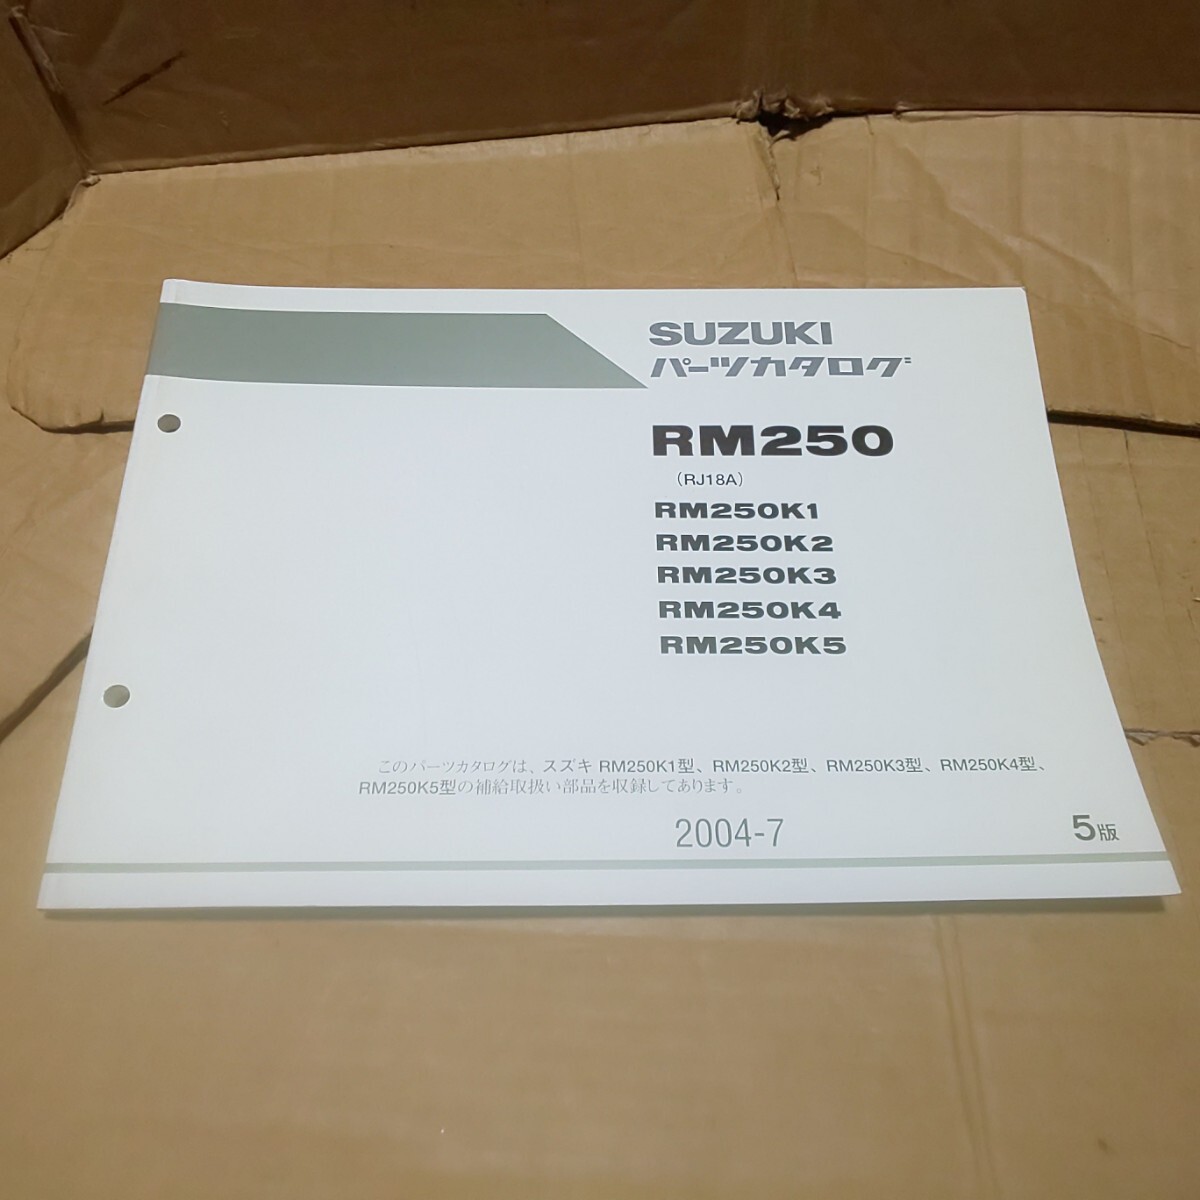 SUZUKI
パーツカタログ
RM250
（RJ18A）
RM250K1
RM250K2
RM250K3
RM250K4
RM250K5
このパーツカタログは、スズキ RM250K1型、RM250K2型、RM250K3型、RM250K4型、
RM250K5型の補給取扱い部品を収録してあります。
2004-7
5版